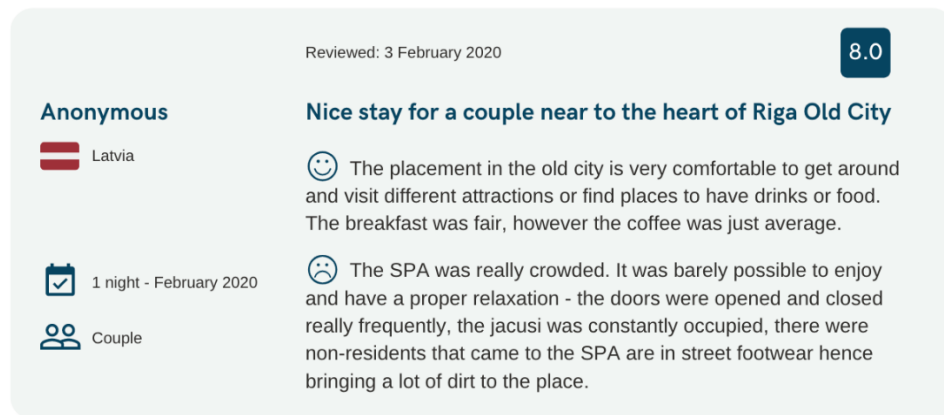 Reviewed: 3 February 2020
8.0
Anonymous
Latvia
1 night - February 2020
Couple
Nice stay for a couple near to the heart of Riga Old City
The placement in the old city is very comfortable to get around
and visit different attractions or find places to have drinks or food.
The breakfast was fair, however the coffee was just average.
The SPA was really crowded. It was barely possible to enjoy
and have a proper relaxation - the doors were opened and closed
really frequently, the jacusi was constantly occupied, there were
non-residents that came to the SPA are in street footwear hence
bringing a lot of dirt to the place.